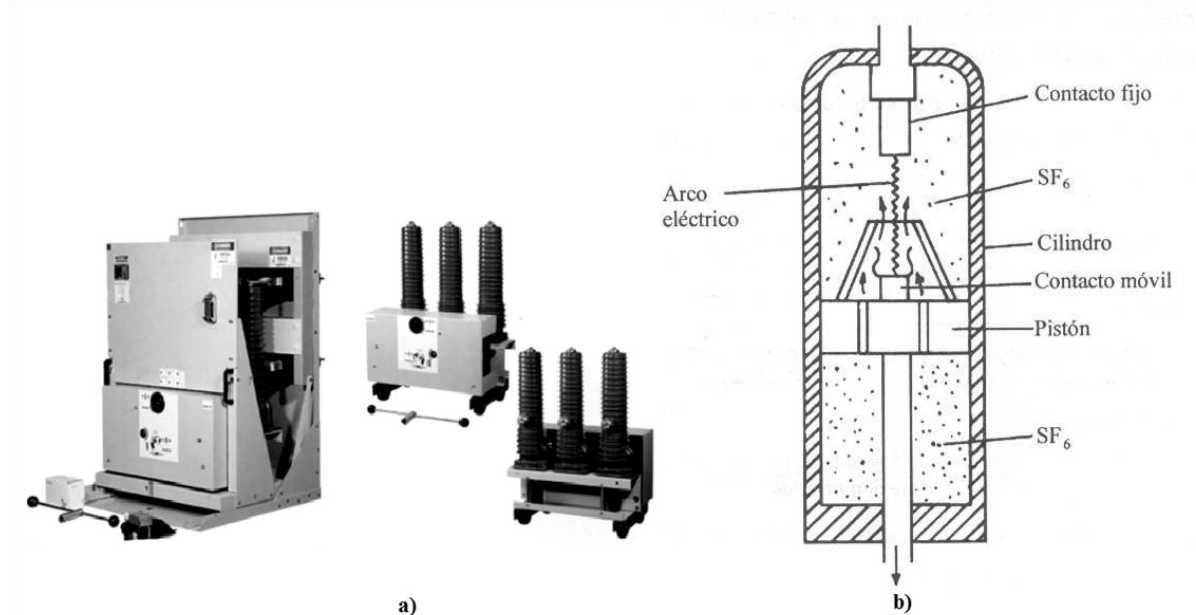 Contacto fijo
SF₆
Arco
eléctrico
Cilindro
Contacto móvil
Pistón
SF₆
a)
b)